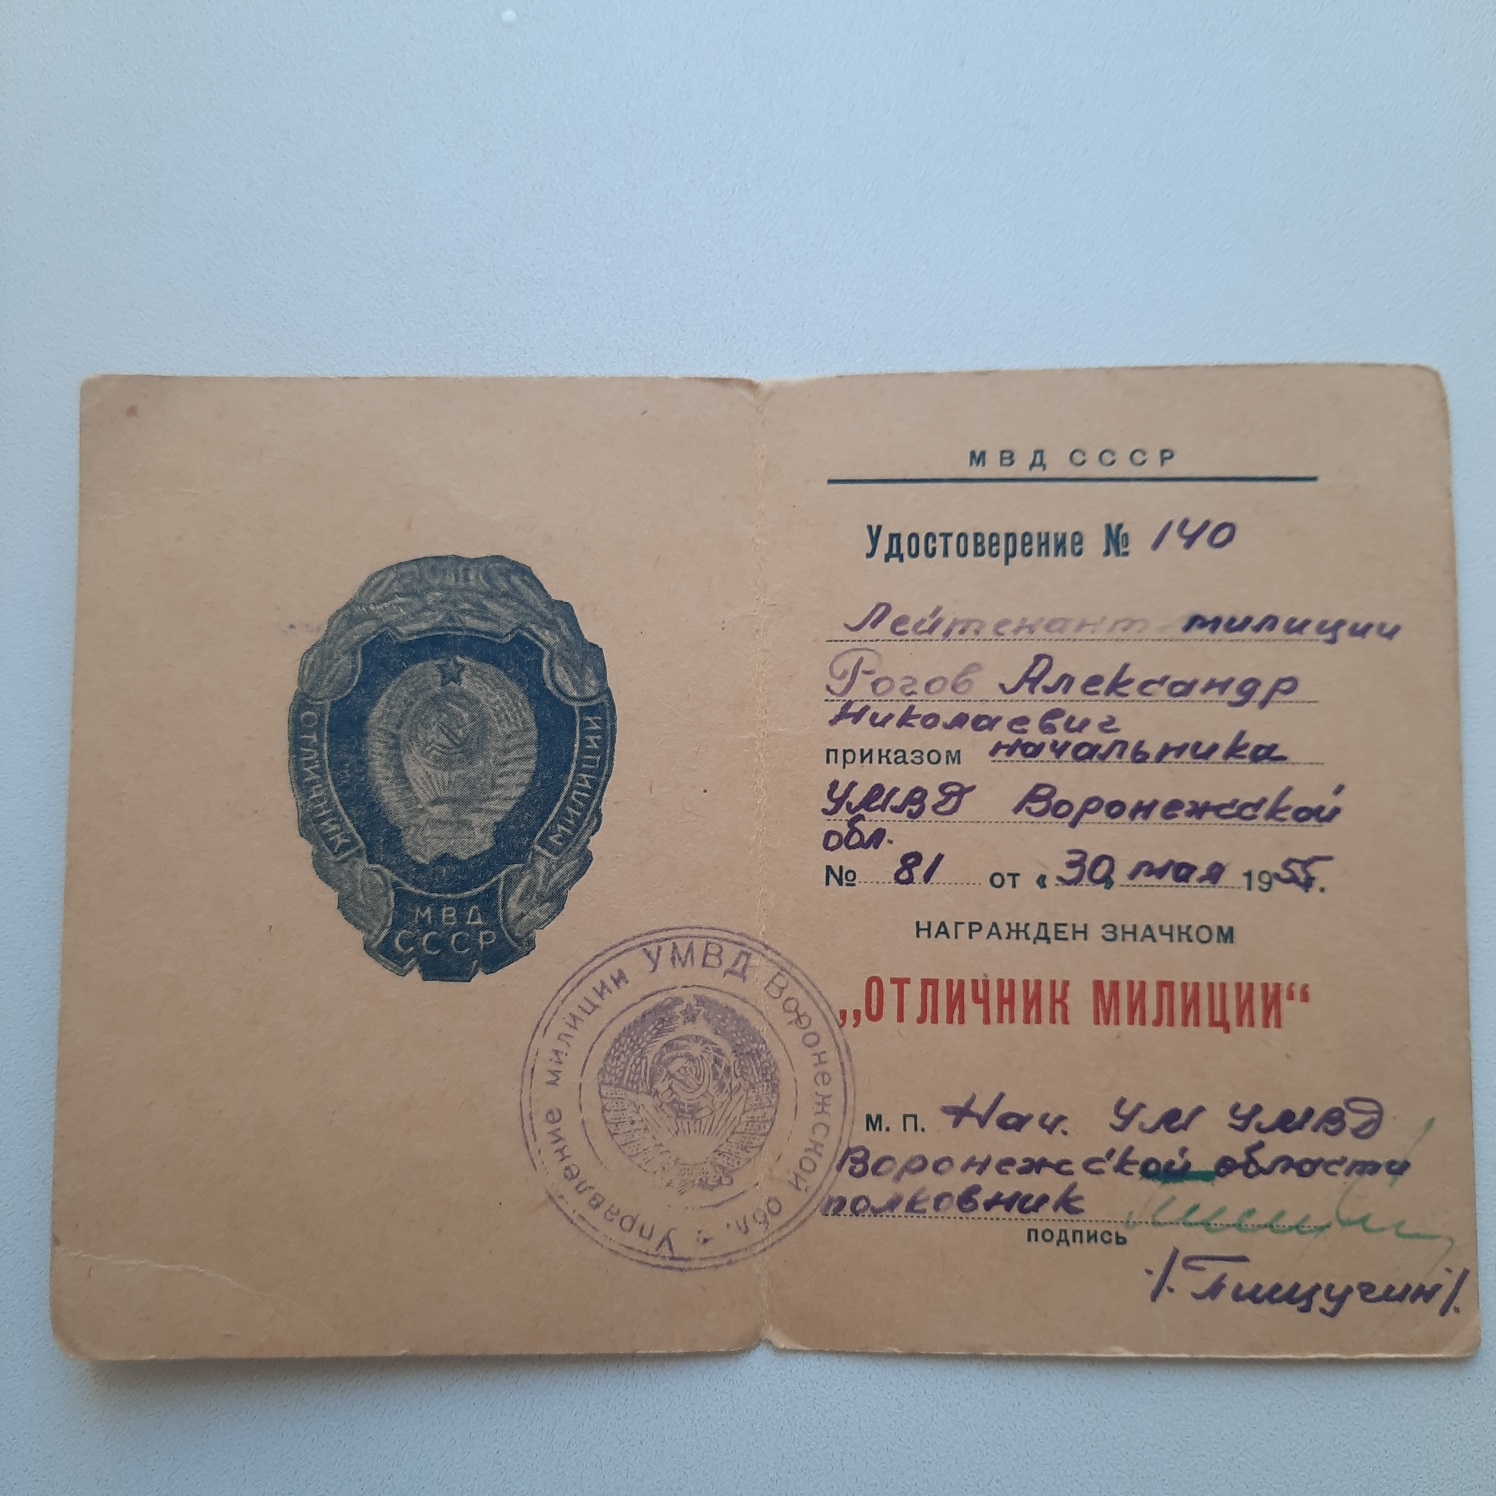 ОТЛИЧНИК
МИЛИЦИИ
МВД
СССР
Управление милиции УМВД Воронежской обл.
МВД СССР
Удостоверение № 140
Лейтенант милиции
Рогов Александр
Николаевич
приказом начальника
УМВД Воронежской
обл.
№ 81 от «30» мая 1955г.
НАГРАЖДЕН ЗНАЧКОМ
„ОТЛИЧНИК МИЛИЦИИ“
М. П. Нач. УМ УМВД
Воронежской области
полковник
подпись
/Пищугин/.